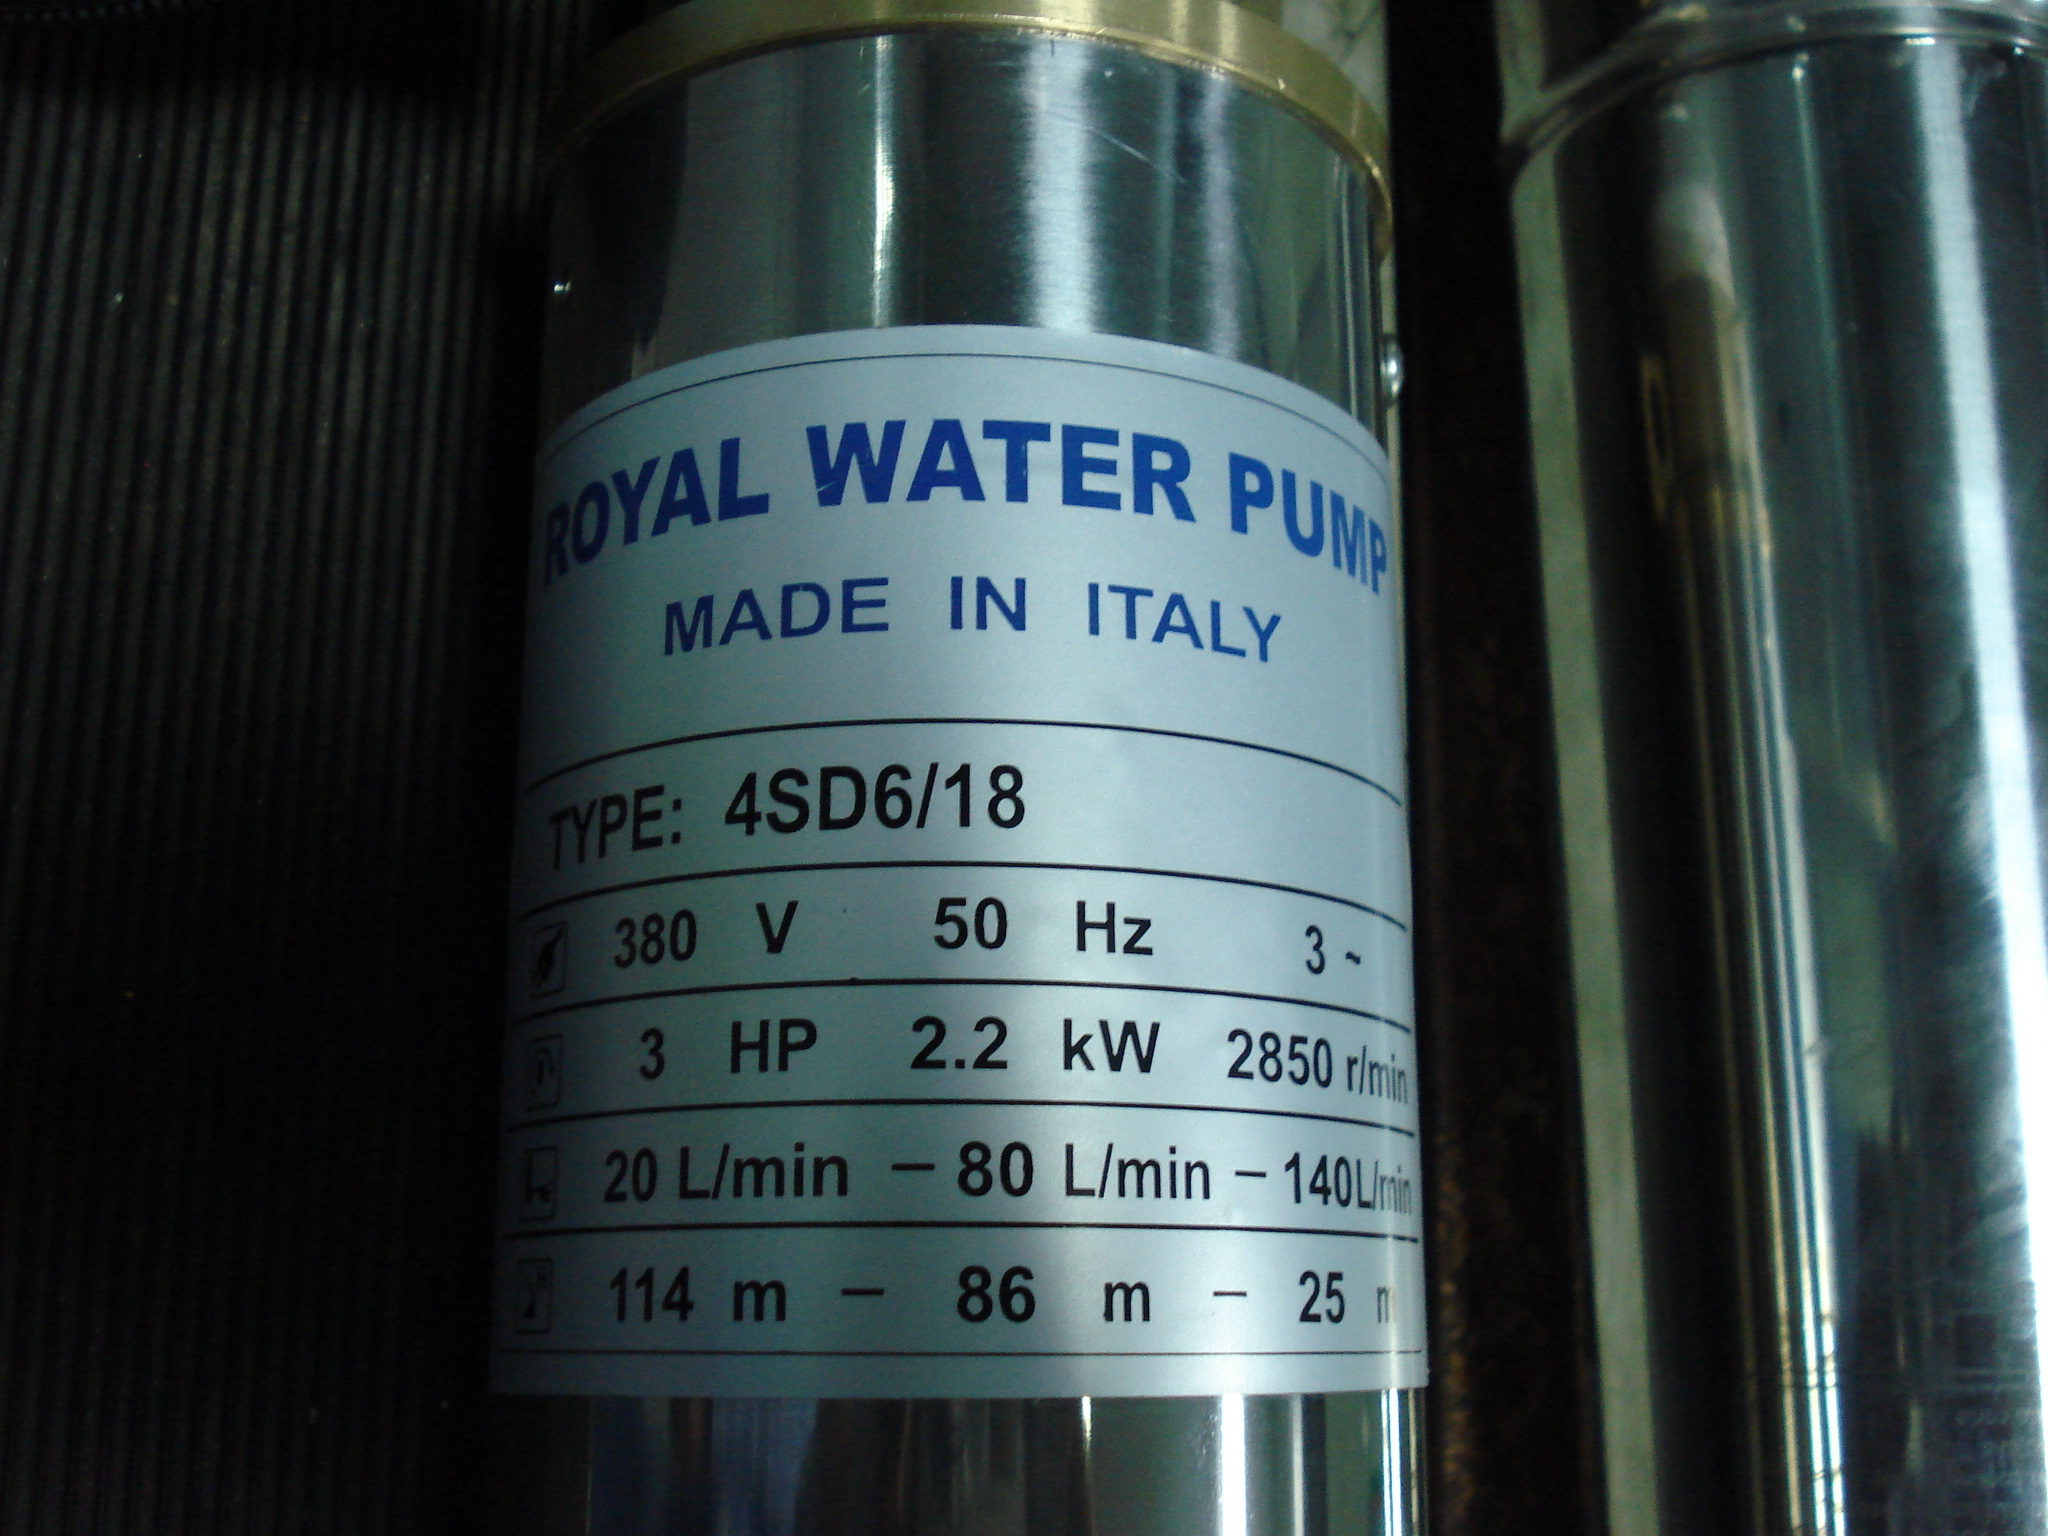 ROYAL WATER PUMP
MADE IN ITALY
TYPE: 4SD6/18
380 V 50 Hz 3 ~
3 HP 2.2 kW 2850 r/min
20 L/min – 80 L/min – 140L/min
114 m – 86 m – 25 m